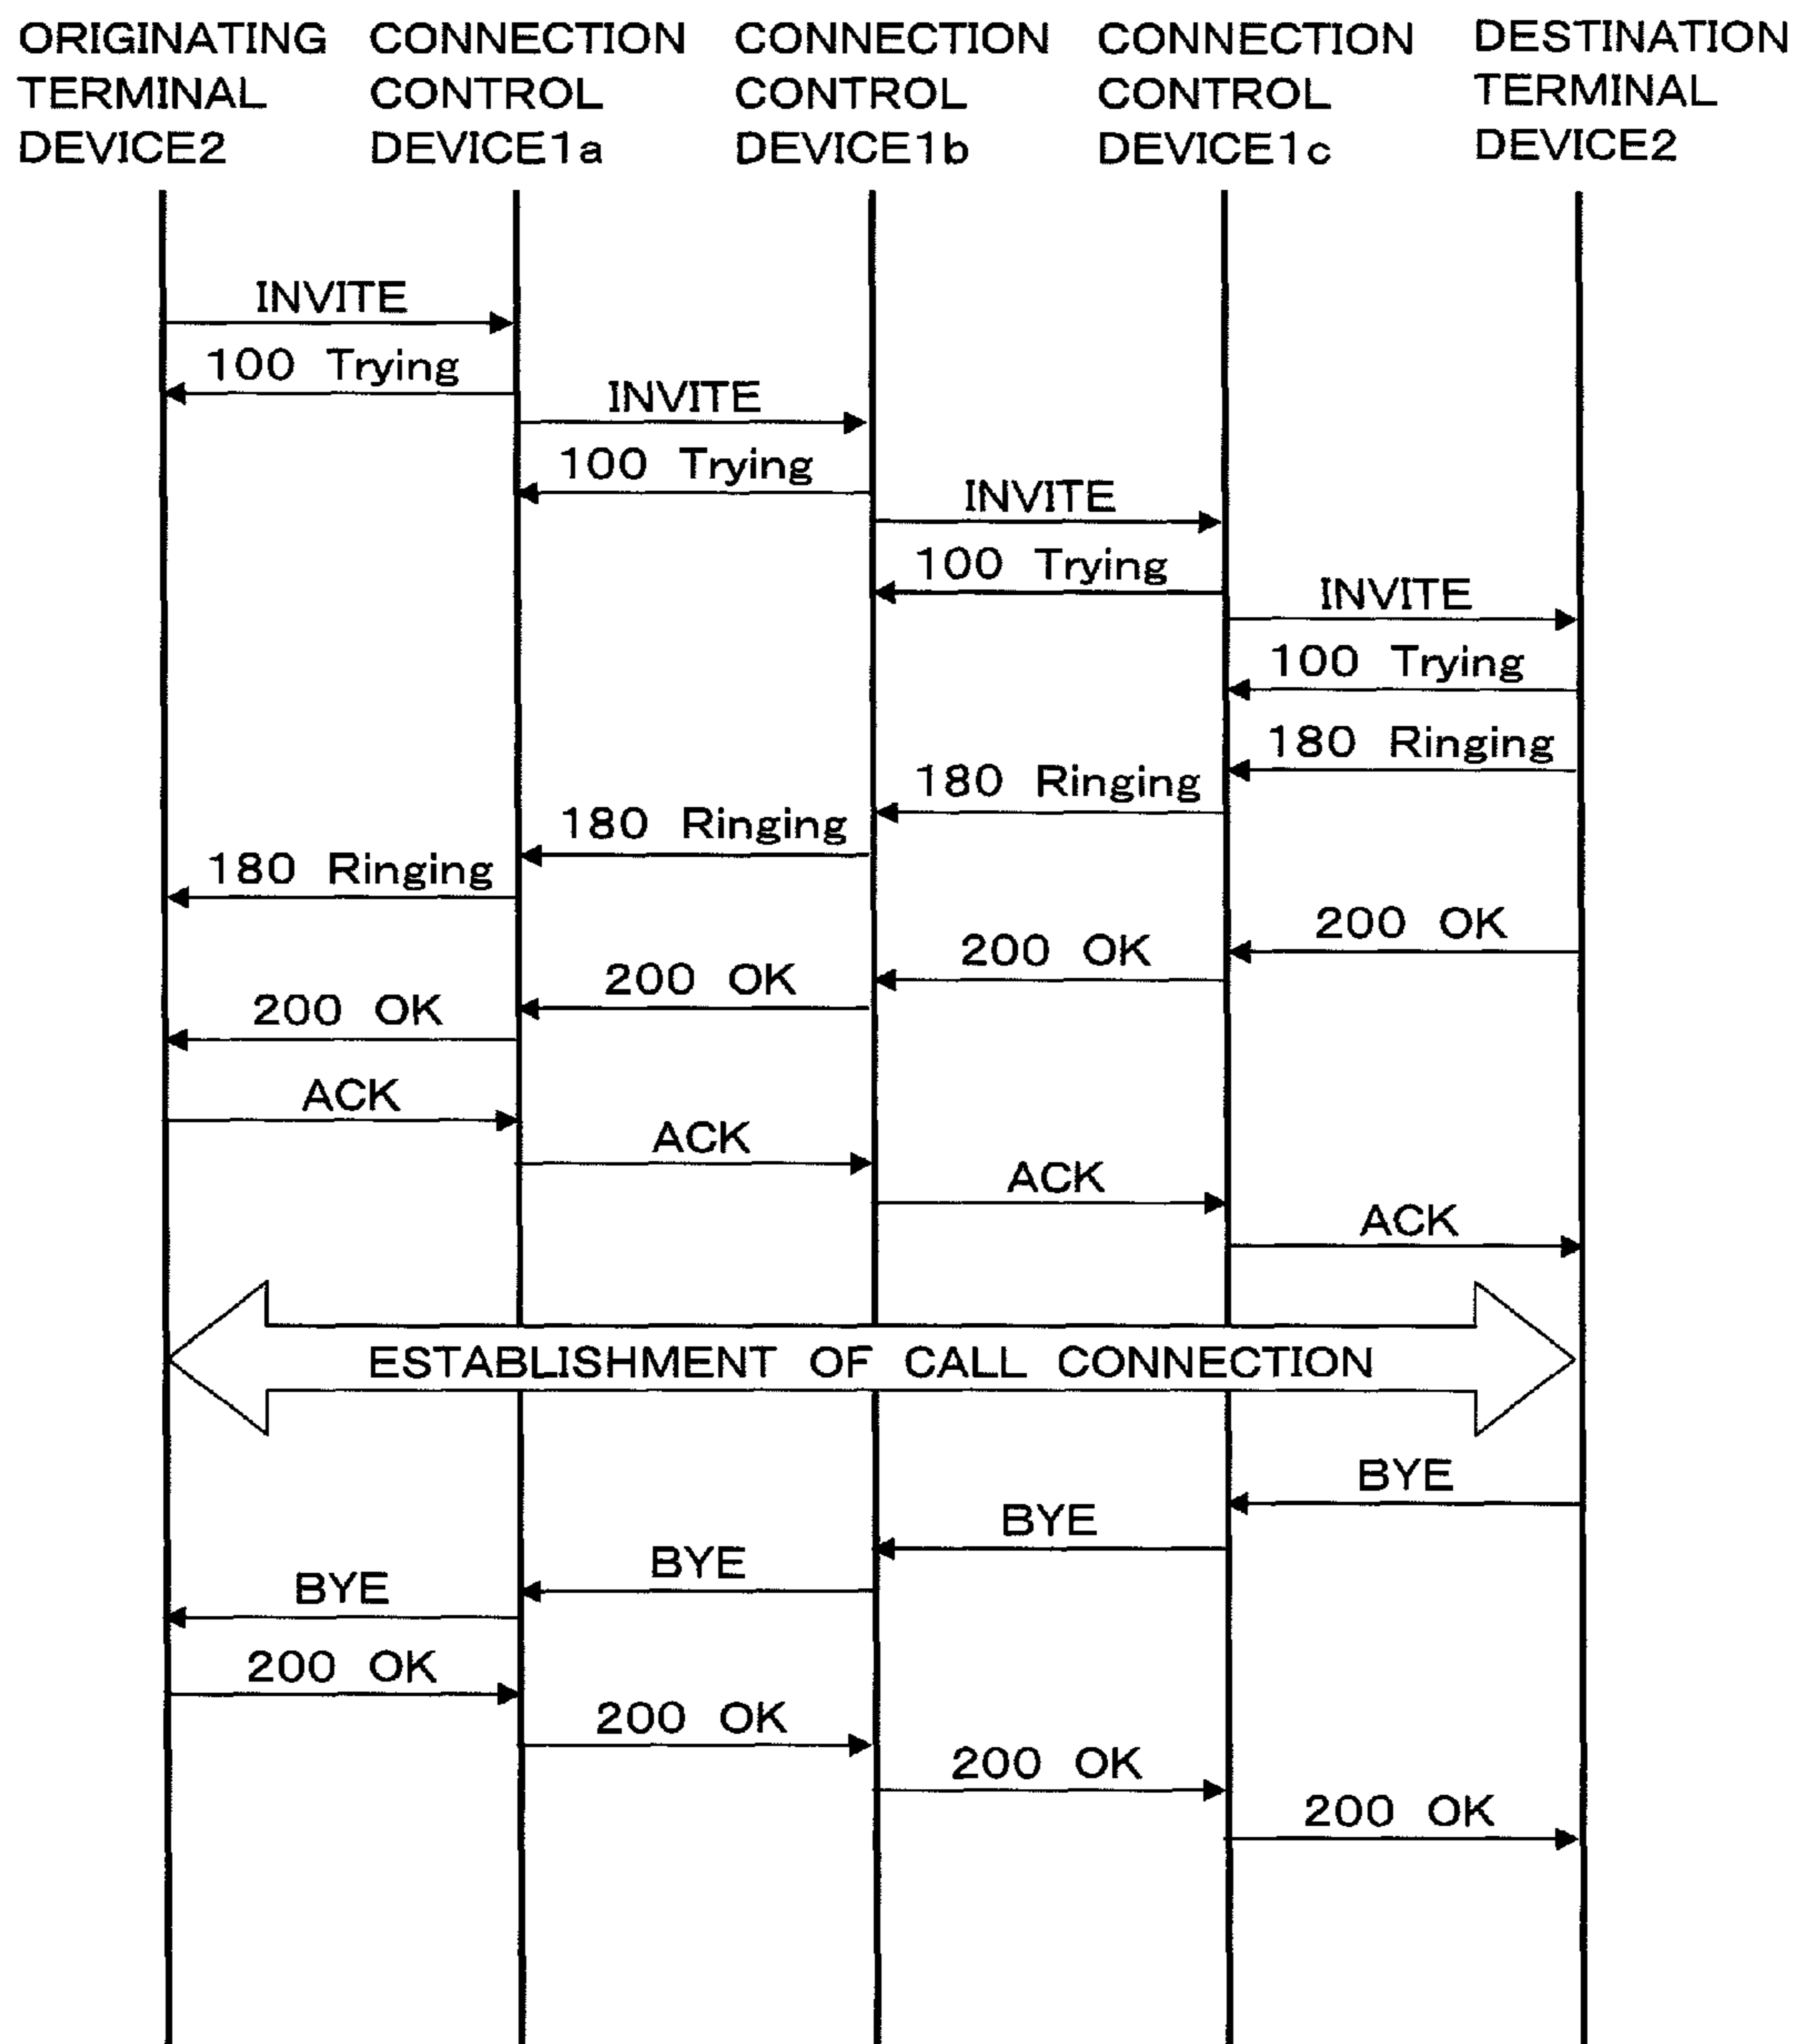 ORIGINATING
TERMINAL
DEVICE2
CONNECTION
CONTROL
DEVICE1a
CONNECTION
CONTROL
DEVICE1b
CONNECTION
CONTROL
DEVICE1c
DESTINATION
TERMINAL
DEVICE2
INVITE
100 Trying
INVITE
100 Trying
INVITE
100 Trying
INVITE
100 Trying
180 Ringing
180 Ringing
180 Ringing
180 Ringing
200 OK
200 OK
200 OK
200 OK
ACK
ACK
ACK
ACK
ESTABLISHMENT OF CALL CONNECTION
BYE
BYE
BYE
BYE
200 OK
200 OK
200 OK
200 OK